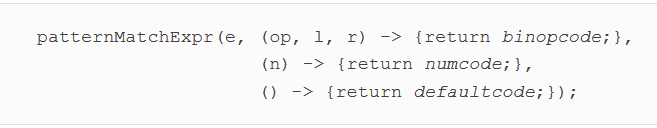 patternMatchExpr(e, (op, l, r) -> {return binopcode;},
(n) -> {return numcode;},
() -> {return defaultcode;});